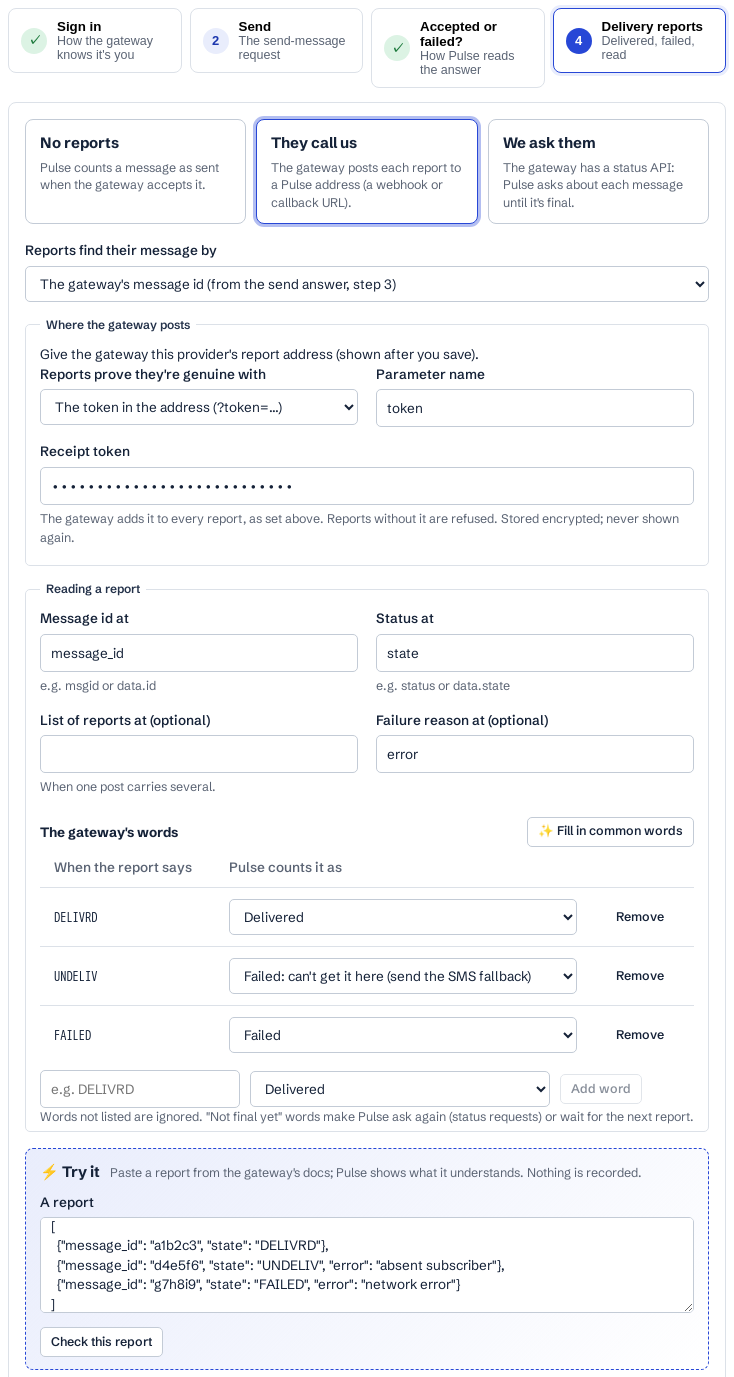 ✓ Sign in
How the gateway
knows it's you
2 Send
The send-message
request
✓ Accepted or
failed?
How Pulse reads
the answer
4 Delivery reports
Delivered, failed,
read
No reports
Pulse counts a message as sent
when the gateway accepts it.
They call us
The gateway posts each report to
a Pulse address (a webhook or
callback URL).
We ask them
The gateway has a status API:
Pulse asks about each message
until it's final.
Reports find their message by
The gateway's message id (from the send answer, step 3)
Where the gateway posts
Give the gateway this provider's report address (shown after you save).
Reports prove they're genuine with
The token in the address (?token=...)
Parameter name
token
Receipt token
•••••••••••••••••••••••••••
The gateway adds it to every report, as set above. Reports without it are refused. Stored encrypted; never shown
again.
Reading a report
Message id at
message_id
e.g. msgid or data.id
Status at
state
e.g. status or data.state
List of reports at (optional)
When one post carries several.
Failure reason at (optional)
error
The gateway's words
✨ Fill in common words
When the report says Pulse counts it as
DELIVRD Delivered Remove
UNDELIV Failed: can't get it here (send the SMS fallback) Remove
FAILED Failed Remove
e.g. DELIVRD Delivered Add word
Words not listed are ignored. "Not final yet" words make Pulse ask again (status requests) or wait for the next report.
⚡ Try it Paste a report from the gateway's docs; Pulse shows what it understands. Nothing is recorded.
A report
[
{"message_id": "a1b2c3", "state": "DELIVRD"},
{"message_id": "d4e5f6", "state": "UNDELIV", "error": "absent subscriber"},
{"message_id": "g7h8i9", "state": "FAILED", "error": "network error"}
]
Check this report